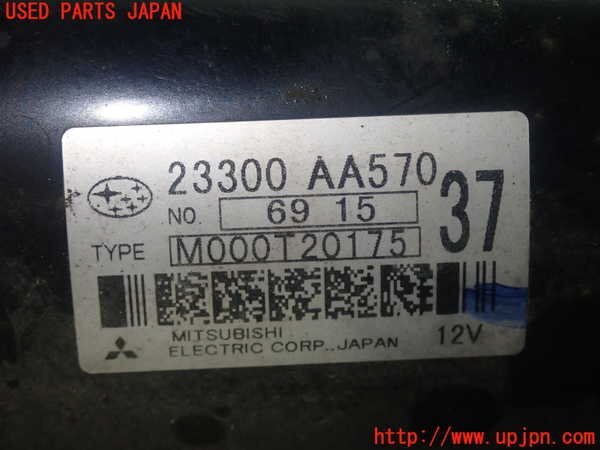 USED PARTS JAPAN
23300 AA570
37
NO. 69 15
TYPE M000T20175
MITSUBISHI
ELECTRIC CORP., JAPAN
12V
http://www.upjpn.com/